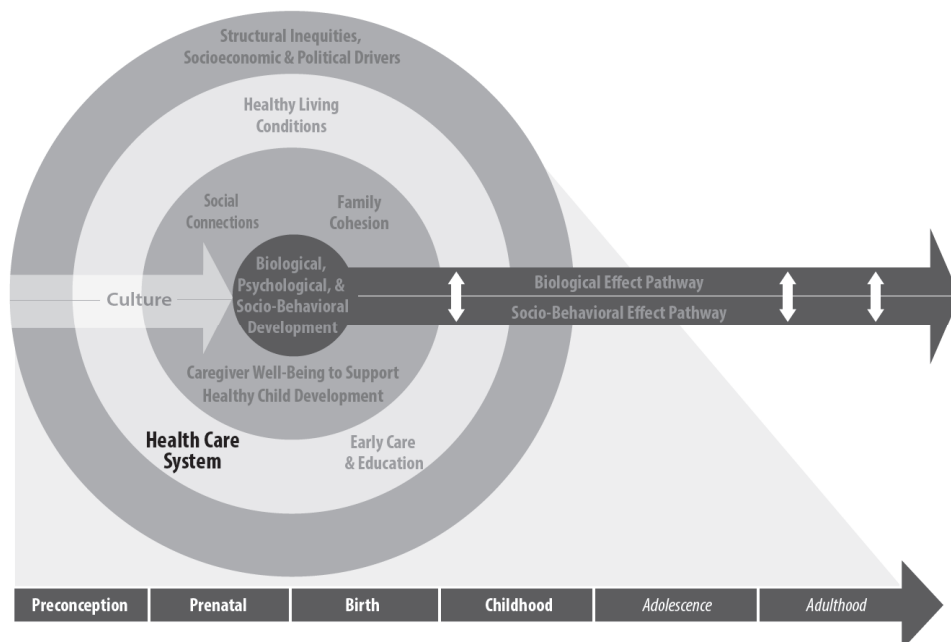 Structural Inequities,
Socioeconomic & Political Drivers
Healthy Living
Conditions
Social
Connections
Family
Cohesion
Culture
Biological,
Psychological, &
Socio-Behavioral
Development
Biological Effect Pathway
Socio-Behavioral Effect Pathway
Caregiver Well-Being to Support
Healthy Child Development
Health Care
System
Early Care
& Education
Preconception
Prenatal
Birth
Childhood
Adolescence
Adulthood